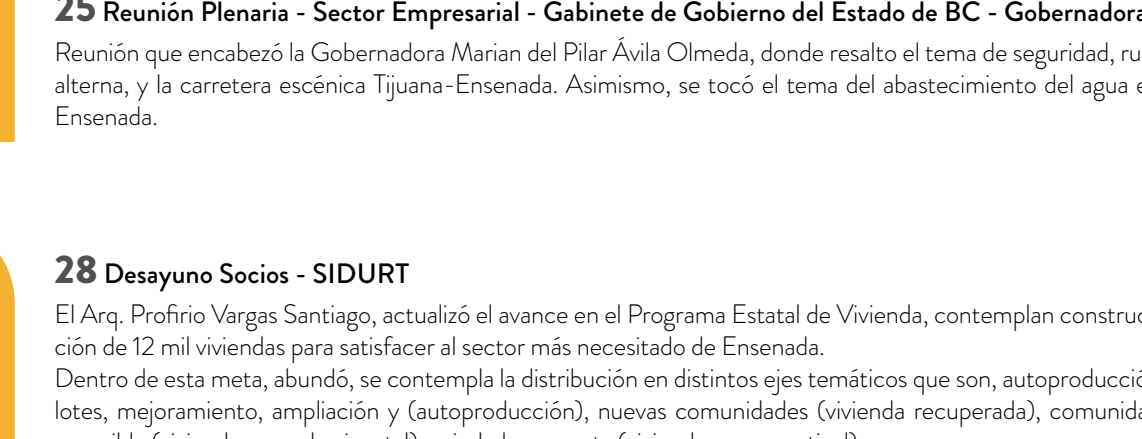 25 Reunión Plenaria - Sector Empresarial - Gabinete de Gobierno del Estado de BC - Gobernadora
Reunión que encabezó la Gobernadora Marian del Pilar Ávila Olmeda, donde resalto el tema de seguridad, ru
alterna, y la carretera escénica Tijuana-Ensenada. Asimismo, se tocó el tema del abastecimiento del agua e
Ensenada.
28 Desayuno Socios - SIDURT
El Arq. Profirio Vargas Santiago, actualizó el avance en el Programa Estatal de Vivienda, contemplan construc
ción de 12 mil viviendas para satisfacer al sector más necesitado de Ensenada.
Dentro de esta meta, abundó, se contempla la distribución en distintos ejes temáticos que son, autoproducció
lotes, mejoramiento, ampliación y (autoproducción), nuevas comunidades (vivienda recuperada), comunida